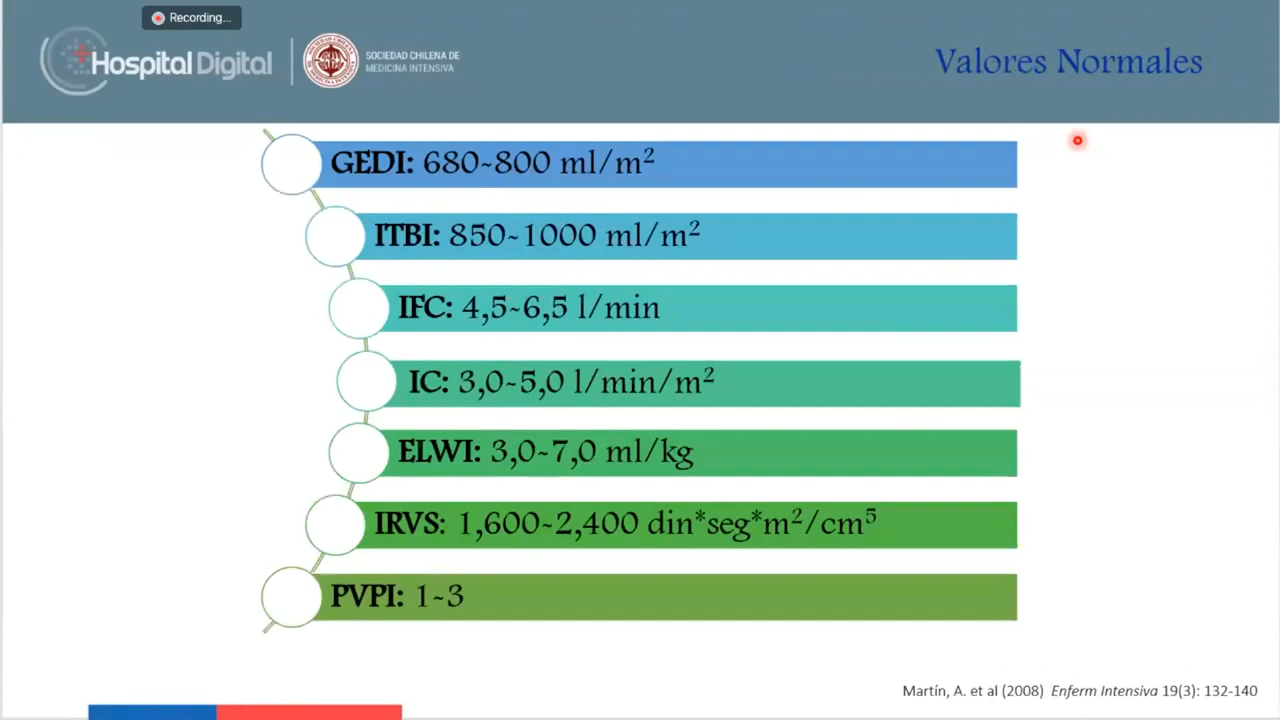 Recording...
Hospital Digital
SOCIEDAD CHILENA DE
MEDICINA INTENSIVA
Valores Normales
GEDI: 680-800 ml/m²
ITBI: 850-1000 ml/m²
IFC: 4,5-6,5 l/min
IC: 3,0-5,0 l/min/m²
ELWI: 3,0-7,0 ml/kg
IRVS: 1,600-2,400 din*seg*m²/cm⁵
PVPI: 1-3
Martín, A. et al (2008) Enferm Intensiva 19(3): 132-140